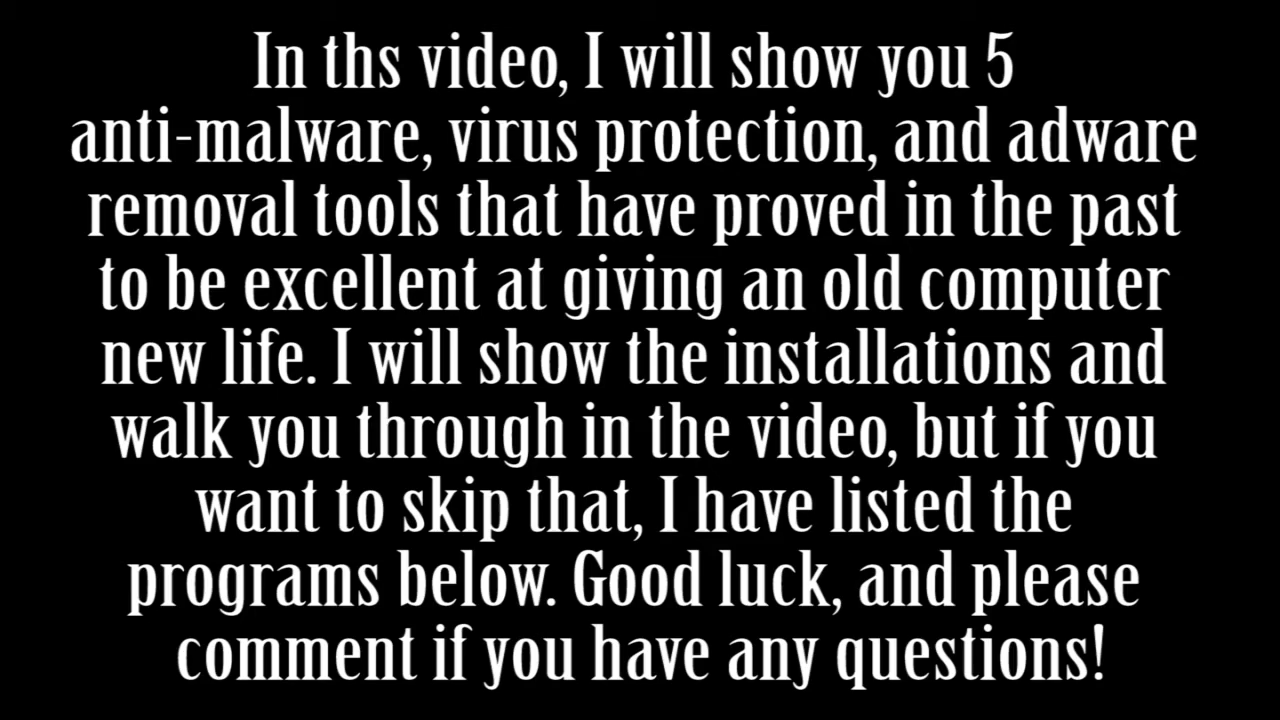 In ths video, I will show you 5
anti-malware, virus protection, and adware
removal tools that have proved in the past
to be excellent at giving an old computer
new life. I will show the installations and
walk you through in the video, but if you
want to skip that, I have listed the
programs below. Good luck, and please
comment if you have any questions!